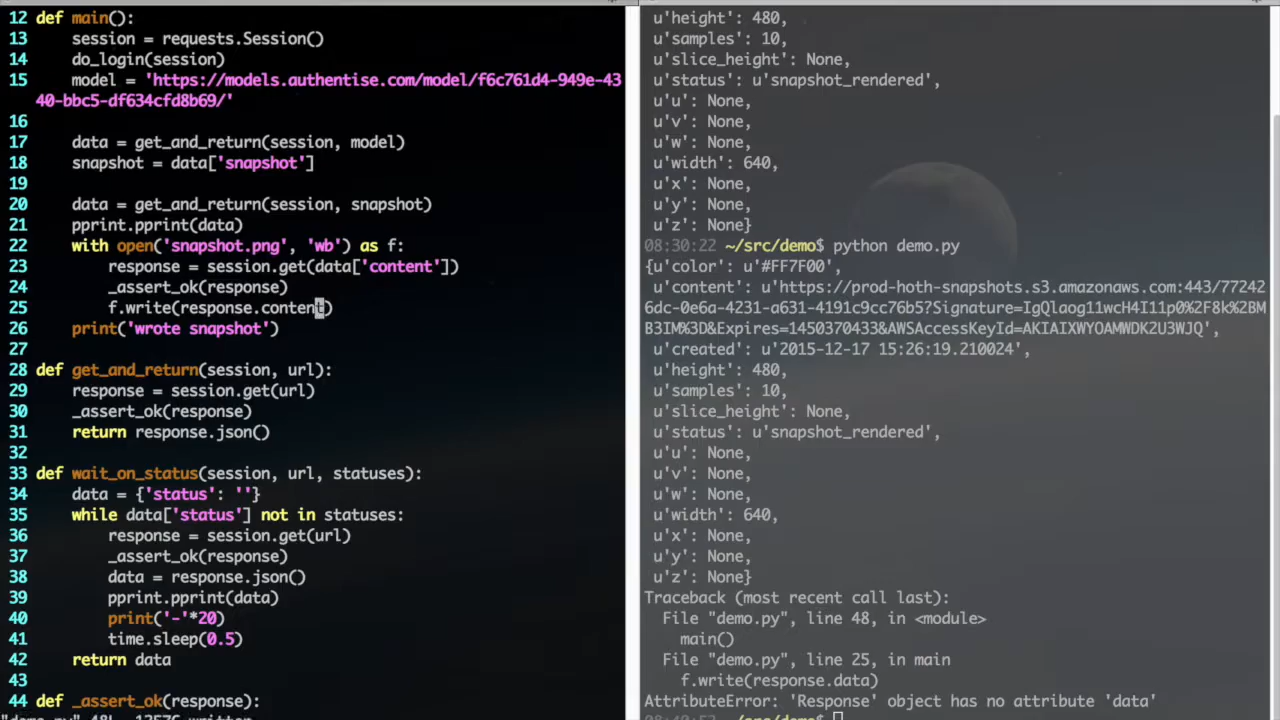 12 def main():
13     session = requests.Session()
14     do_login(session)
15     model = 'https://models.authentise.com/model/f6c761d4-949e-43
40-bbc5-df634cfd8b69/'
16
17     data = get_and_return(session, model)
18     snapshot = data['snapshot']
19
20     data = get_and_return(session, snapshot)
21     pprint.pprint(data)
22     with open('snapshot.png', 'wb') as f:
23         response = session.get(data['content'])
24         _assert_ok(response)
25         f.write(response.content)
26     print('wrote snapshot')
27
28 def get_and_return(session, url):
29     response = session.get(url)
30     _assert_ok(response)
31     return response.json()
32
33 def wait_on_status(session, url, statuses):
34     data = {'status': ''}
35     while data['status'] not in statuses:
36         response = session.get(url)
37         _assert_ok(response)
38         data = response.json()
39         pprint.pprint(data)
40         print('-'*20)
41         time.sleep(0.5)
42     return data
43
44 def _assert_ok(response):
u'height': 480,
u'samples': 10,
u'slice_height': None,
u'status': u'snapshot_rendered',
u'u': None,
u'v': None,
u'w': None,
u'width': 640,
u'x': None,
u'y': None,
u'z': None}
08:30:22 ~/src/demo$ python demo.py
{u'color': u'#FF7F00',
u'content': u'https://prod-hoth-snapshots.s3.amazonaws.com:443/77242
6dc-0e6a-4231-a631-4191c9cc76b5?Signature=IgQlaog11wcH4I11p0%2F8k%2BM
B3IM%3D&Expires=1450370433&AWSAccessKeyId=AKIAIXWYOAMWDK2U3WJQ',
u'created': u'2015-12-17 15:26:19.210024',
u'height': 480,
u'samples': 10,
u'slice_height': None,
u'status': u'snapshot_rendered',
u'u': None,
u'v': None,
u'w': None,
u'width': 640,
u'x': None,
u'y': None,
u'z': None}
Traceback (most recent call last):
File "demo.py", line 48, in <module>
main()
File "demo.py", line 25, in main
f.write(response.data)
AttributeError: 'Response' object has no attribute 'data'